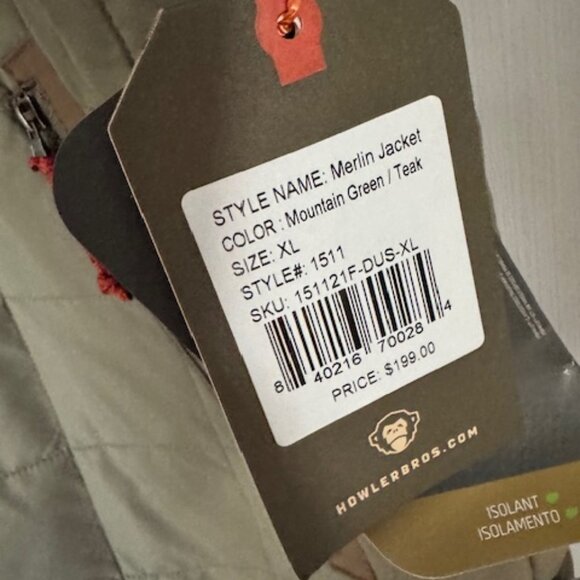 STYLE NAME: Merlin Jacket
COLOR : Mountain Green / Teak
SIZE: XL
STYLE#: 1511
SKU: 151121F-DUS-XL
8 40216 70028 4
PRICE: $199.00
HOWLERBROS.COM
ISOLANT
ISOLAMENTO